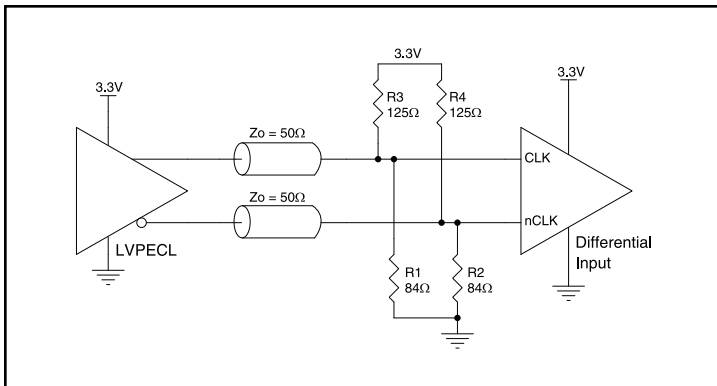 3.3V
3.3V
3.3V
R3
125Ω
R4
125Ω
Zo = 50Ω
CLK
Zo = 50Ω
nCLK
LVPECL
Differential
Input
R1
84Ω
R2
84Ω